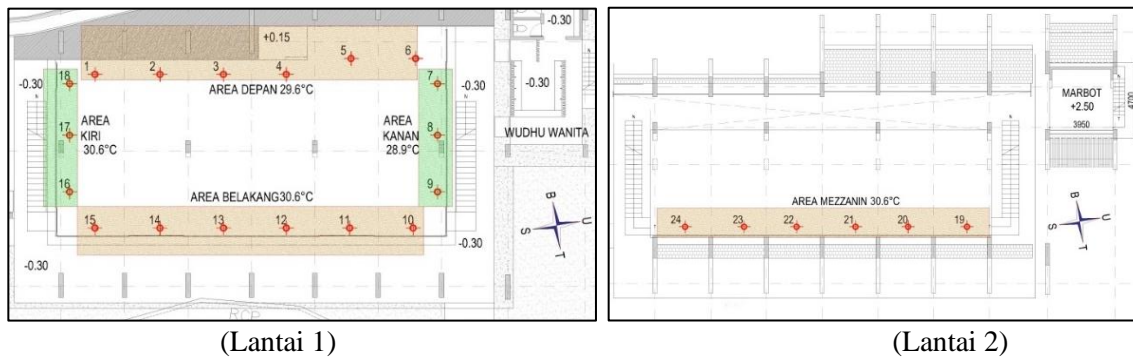 +0.15
-0.30
5
6
1
2
3
4
18
7
AREA DEPAN 29.6°C
-0.30
-0.30
-0.30
AREA
KIRI
30.6°C
17
AREA
KANAN
28.9°C
8
WUDHU WANITA
16
9
AREA BELAKANG30.6°C
15
14
13
12
11
10
-0.30
-0.30
B
U
S
T
RCP
MARBOT
+2.50
3950
4700
AREA MEZZANIN 30.6°C
24
23
22
21
20
19
B
U
S
T
(Lantai 1)
(Lantai 2)